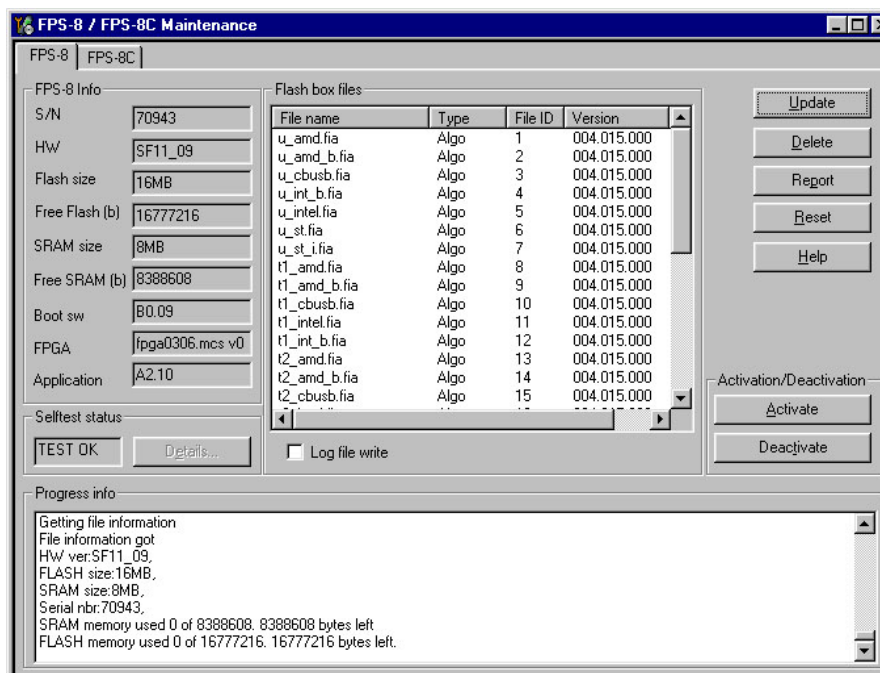 FPS-8 / FPS-8C Maintenance
FPS-8 FPS-8C
FPS-8 Info
S/N 70943
HW SF11_09
Flash size 16MB
Free Flash (b) 16777216
SRAM size 8MB
Free SRAM (b) 8388608
Boot sw B0.09
FPGA fpga0306.mcs v0
Application A2.10
Selftest status
TEST OK Details...
Flash box files
File name Type File ID Version
u_amd.fia Algo 1 004.015.000
u_amd_b.fia Algo 2 004.015.000
u_cbusb.fia Algo 3 004.015.000
u_int_b.fia Algo 4 004.015.000
u_intel.fia Algo 5 004.015.000
u_st.fia Algo 6 004.015.000
u_st_i.fia Algo 7 004.015.000
t1_amd.fia Algo 8 004.015.000
t1_amd_b.fia Algo 9 004.015.000
t1_cbusb.fia Algo 10 004.015.000
t1_intel.fia Algo 11 004.015.000
t1_int_b.fia Algo 12 004.015.000
t2_amd.fia Algo 13 004.015.000
t2_amd_b.fia Algo 14 004.015.000
t2_cbusb.fia Algo 15 004.015.000
Log file write
Update
Delete
Report
Reset
Help
Activation/Deactivation
Activate
Deactivate
Progress info
Getting file information
File information got
HW ver:SF11_09,
FLASH size:16MB,
SRAM size:8MB,
Serial nbr:70943,
SRAM memory used 0 of 8388608. 8388608 bytes left
FLASH memory used 0 of 16777216. 16777216 bytes left.